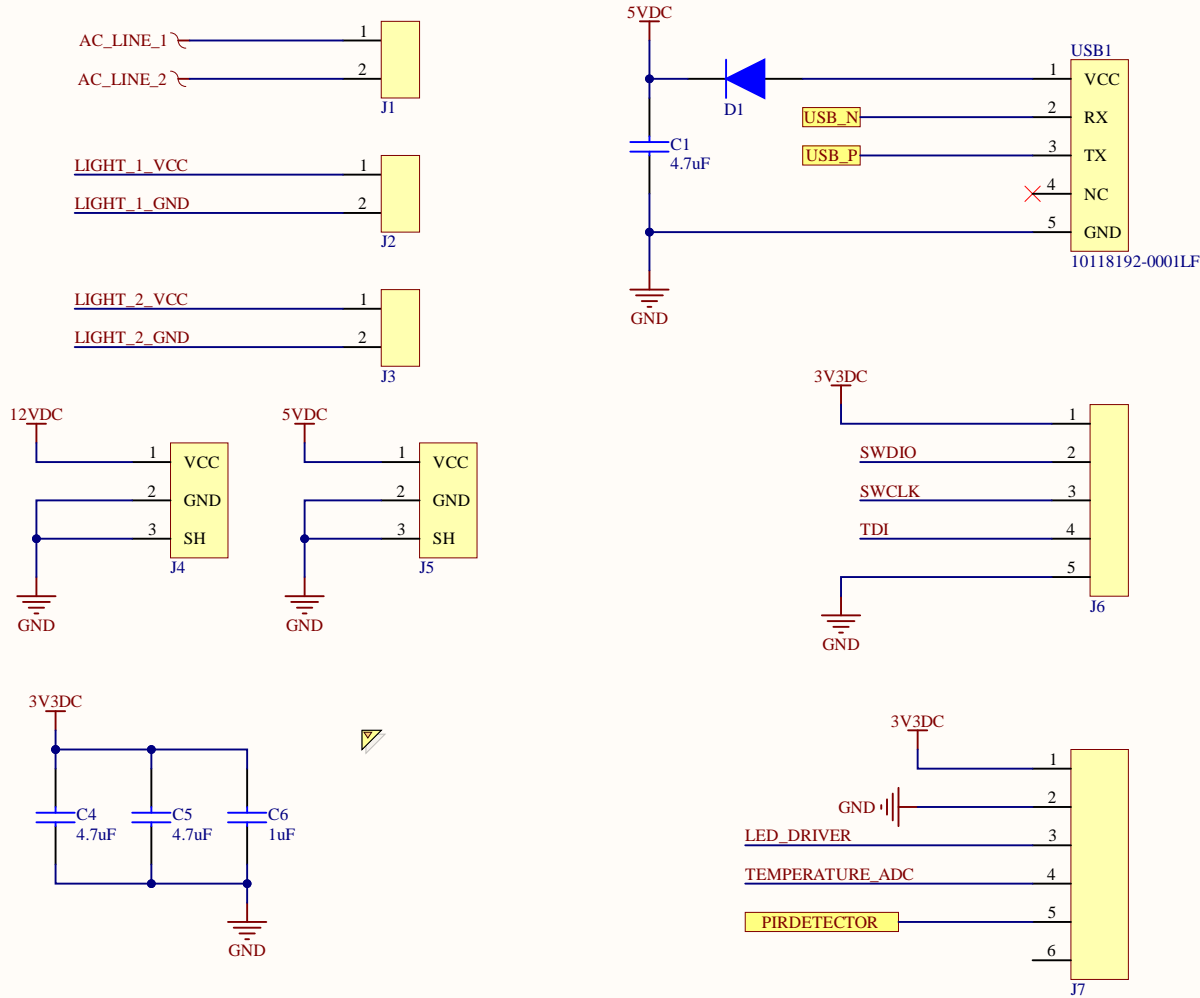 AC_LINE_1
1
AC_LINE_2
2
J1
LIGHT_1_VCC
1
LIGHT_1_GND
2
J2
LIGHT_2_VCC
1
LIGHT_2_GND
2
J3
5VDC
USB1
D1
1
VCC
USB_N
2
RX
USB_P
3
TX
4
NC
5
GND
C1
4.7uF
10118192-0001LF
GND
12VDC
1
VCC
2
GND
3
SH
J4
GND
5VDC
1
VCC
2
GND
3
SH
J5
GND
3V3DC
1
SWDIO
2
SWCLK
3
TDI
4
5
J6
GND
3V3DC
C4
4.7uF
C5
4.7uF
C6
1uF
GND
3V3DC
1
GND
2
LED_DRIVER
3
TEMPERATURE_ADC
4
PIRDETECTOR
5
6
J7